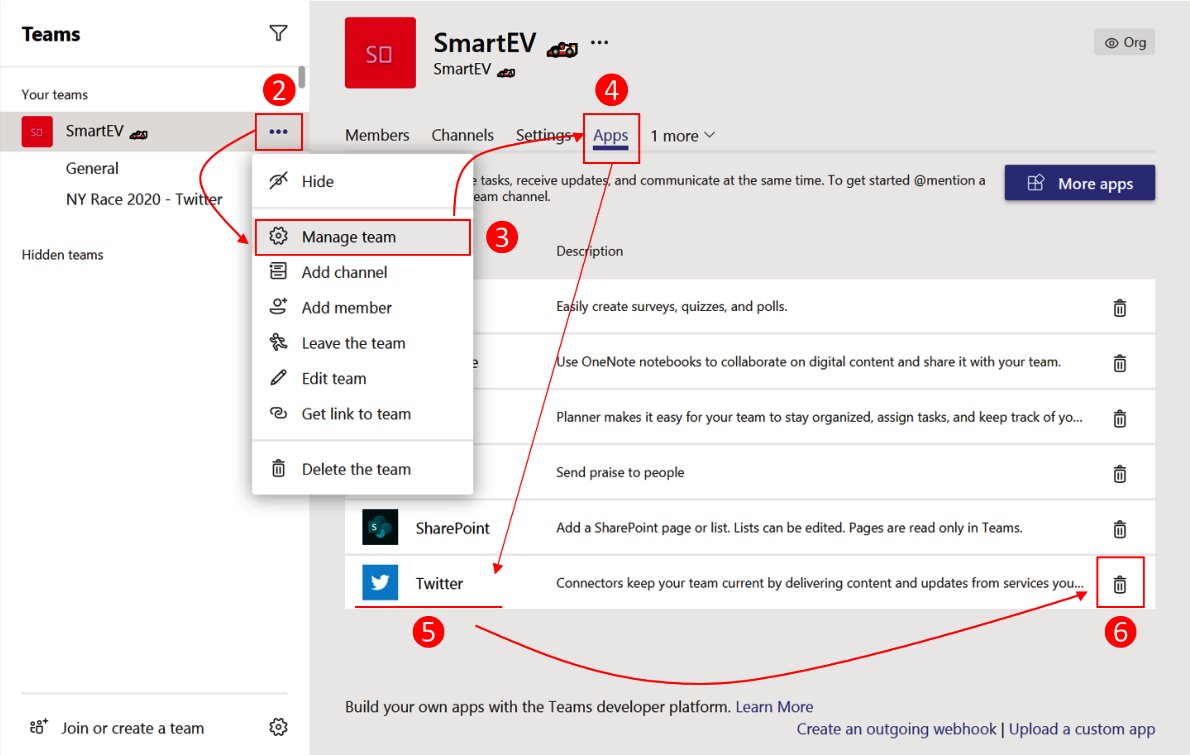 Teams
Your teams
2
SO
SmartEV
General
NY Race 2020 - Twitter
Hidden teams
Hide
Manage team
3
Add channel
Add member
Leave the team
Edit team
Get link to team
Delete the team
Join or create a team
SO
SmartEV
SmartEV
Org
4
Members Channels Settings Apps 1 more
tasks, receive updates, and communicate at the same time. To get started @mention a
channel.
More apps
Description
Easily create surveys, quizzes, and polls.
Use OneNote notebooks to collaborate on digital content and share it with your team.
Planner makes it easy for your team to stay organized, assign tasks, and keep track of yo...
Send praise to people
S SharePoint Add a SharePoint page or list. Lists can be edited. Pages are read only in Teams.
Twitter Connectors keep your team current by delivering content and updates from services you...
5
6
Build your own apps with the Teams developer platform. Learn More
Create an outgoing webhook | Upload a custom app